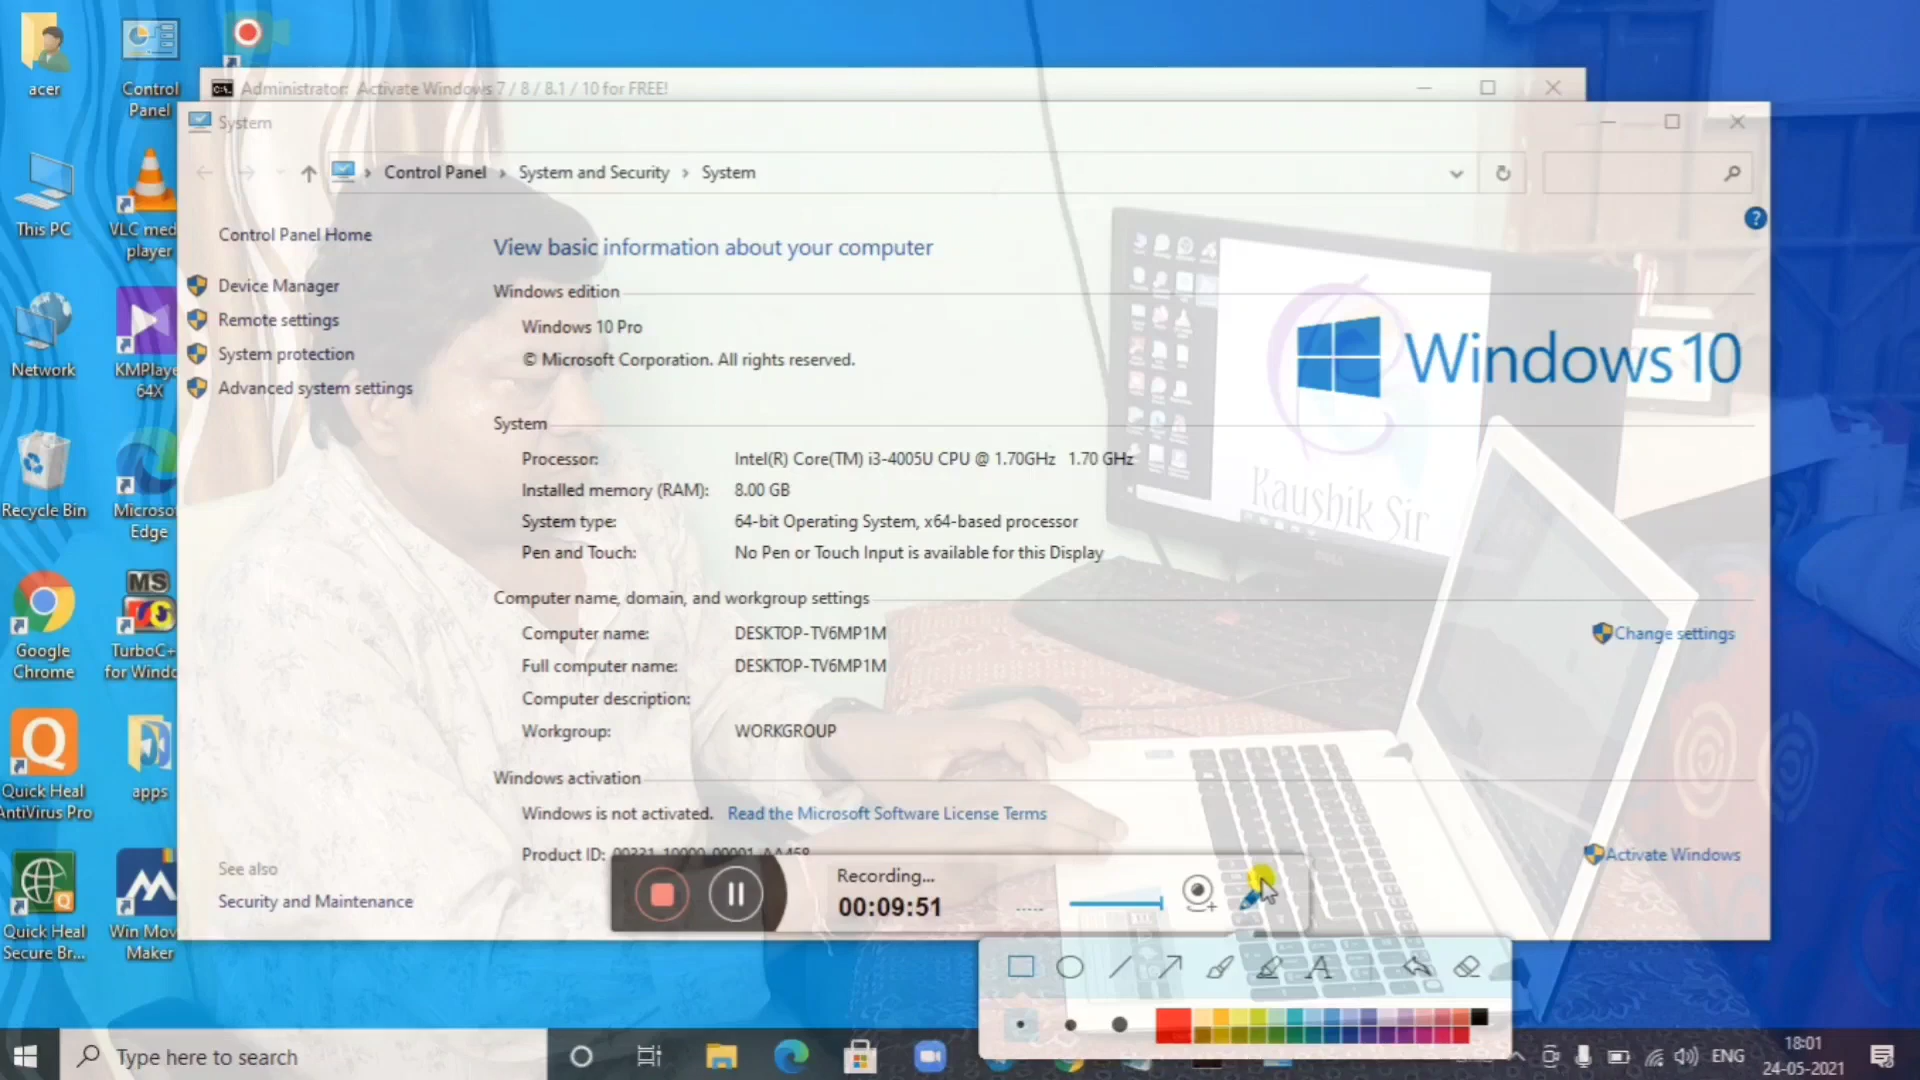 acer
Control
Panel
This PC
VLC med
player
Network
KMPlaye
64X
Recycle Bin
Microso
Edge
Google
Chrome
MS
TurboC+
for Windo
Quick Heal
AntiVirus Pro
apps
Quick Heal
Secure Br...
Win Mov
Maker
Administrator: Activate Windows 7 / 8 / 8.1 / 10 for FREE!
System
Control Panel › System and Security › System
Control Panel Home
Device Manager
Remote settings
System protection
Advanced system settings
See also
Security and Maintenance
View basic information about your computer
Windows edition
Windows 10 Pro
© Microsoft Corporation. All rights reserved.
Windows 10
System
Processor: Intel(R) Core(TM) i3-4005U CPU @ 1.70GHz 1.70 GHz
Installed memory (RAM): 8.00 GB
System type: 64-bit Operating System, x64-based processor
Pen and Touch: No Pen or Touch Input is available for this Display
Kaushik Sir
DELL
Computer name, domain, and workgroup settings
Computer name: DESKTOP-TV6MP1M
Change settings
Full computer name: DESKTOP-TV6MP1M
Computer description:
Workgroup: WORKGROUP
Windows activation
Windows is not activated. Read the Microsoft Software License Terms
Product ID: 00331-10000-00001-AA458
Activate Windows
Recording...
00:09:51
A
Type here to search
ENG
18:01
24-05-2021